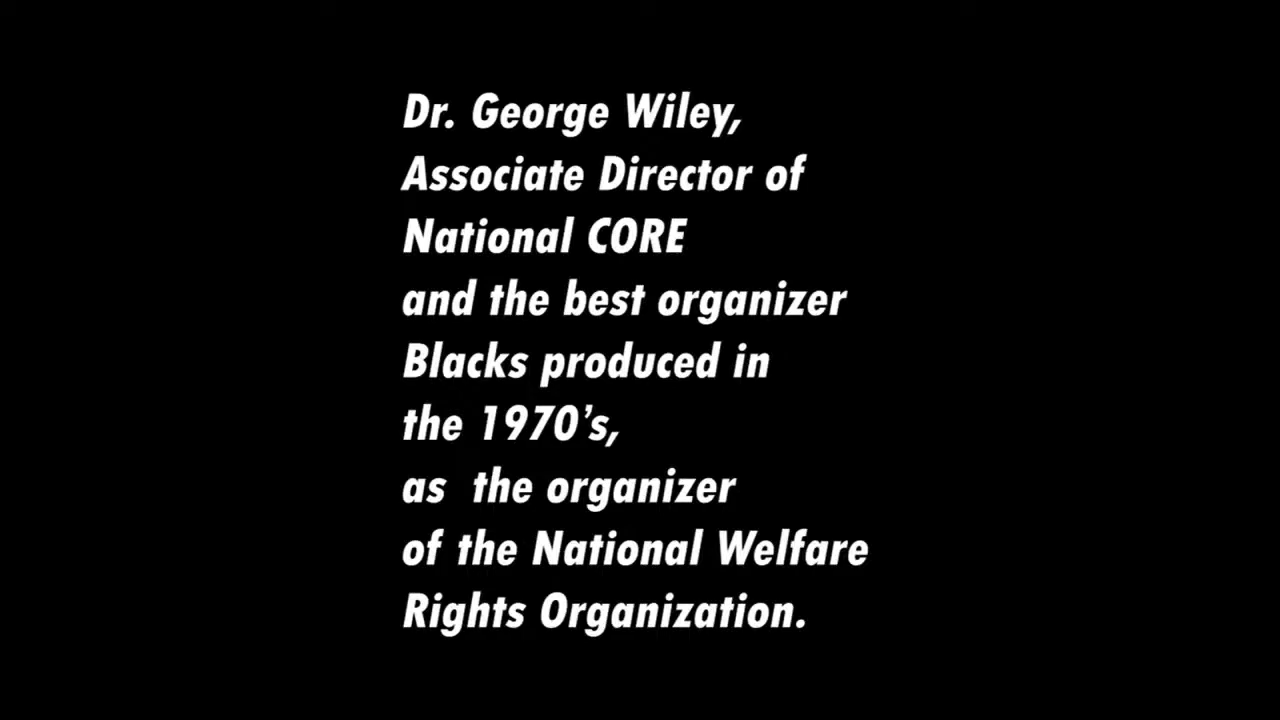 Dr. George Wiley,
Associate Director of
National CORE
and the best organizer
Blacks produced in
the 1970’s,
as  the organizer
of the National Welfare
Rights Organization.